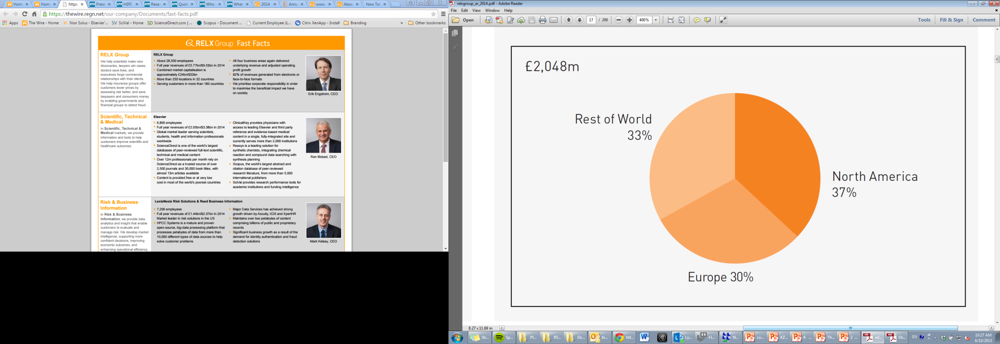 Home
Home
https
Prese
HEPI
Resea
Quick
Who
What
2014
Annu
www.
Abou
New Tab
https://thewire.regn.net/our-company/Documents/fast-facts.pdf
Apps
The Wire - Home
Non Solus - Elsevier'...
SV SciVal - Home
SD ScienceDirect.com | ...
Scopus - Document ...
Current Employee (L...
Citrix XenApp - Install
Branding
»
Other bookmarks
RELX Group Fast Facts
RELX Group
We help scientists make new
discoveries, lawyers win cases,
doctors save lives, and
executives forge commercial
relationships with their clients.
We help insurance groups offer
customers lower prices by
assessing risk better, and save
taxpayers and consumers money
by enabling governments and
financial groups to detect fraud.
RELX Group
• About 28,500 employees
• Full year revenues of £5.77bn/$9.53bn in 2014
• Combined market capitalisation is
approximately £24bn/$33bn
• More than 250 locations in 32 countries
• Serving customers in more than 180 countries
• All four business areas again delivered
underlying revenue and adjusted operating
profit growth
• 82% of revenues generated from electronic or
face-to-face formats
• We prioritise corporate responsibility in order
to maximise the beneficial impact we have
on society
Erik Engstrom, CEO
Scientific, Technical
& Medical
In Scientific, Technical &
Medical markets, we provide
information and tools to help
customers improve scientific and
healthcare outcomes.
Elsevier
• 6,800 employees
• Full year revenues of £2.05bn/$3.38bn in 2014
• Global market leader serving scientists,
students, health and information professionals
worldwide
• ScienceDirect is one of the world's largest
databases of peer-reviewed full-text scientific,
technical and medical content
• Over 12m professionals per month rely on
ScienceDirect as a trusted source of over
2,500 journals and 30,000 book titles, with
almost 13m articles available
• Content is provided free or at very low
cost in most of the world's poorest countries
• ClinicalKey provides physicians with
access to leading Elsevier and third party
reference and evidence-based medical
content in a single, fully-integrated site and
currently serves more than 2,000 institutions
• Reaxys is a leading solution for
synthetic chemists, integrating chemical
reaction and compound data searching with
synthesis planning
• Scopus, the world's largest abstract and
citation database of peer-reviewed
research literature, from more than 5,000
international publishers
• SciVal provides research performance tools for
academic institutions and funding intelligence
Ron Mobed, CEO
Risk & Business
Information
In Risk & Business
Information, we provide data,
analytics and insight that enable
customers to evaluate and
manage risk. We develop market
intelligence, supporting more
confident decisions, improving
economic outcomes, and
enhancing operational efficiency.
LexisNexis Risk Solutions & Reed Business Information
• 7,200 employees
• Full year revenues of £1.44bn/$2.37bn in 2014
Market leader in risk solutions in the US
• HPCC Systems is a mature and proven
open-source, big-data processing platform that
processes petabytes of data from more than
10,000 different types of data sources to help
solve customer problems
• Major Data Services has achieved strong
growth driven by Accuity, ICIS and XpertHR
• Maintains over two petabytes of content
comprising billions of public and proprietary
records
• Significant business growth as a result of the
demand for identity authentication and fraud
detection solutions
Mark Kelsey, CEO
relxgroup_ar_2014.pdf - Adobe Reader
File Edit View Window Help
Open
17 / 200
400%
Tools
Fill & Sign
Comment
£2,048m
Rest of World
33%
North America
37%
Europe 30%
8.27 x 11.69 in
Sti...
Sp...
Pl...
RS...
Els...
In...
htt...
Ly...
H...
N...
co...
KZ...
6 ...
Th...
2 ...
rel...
Els...
EN
10:27 AM
6/10/2015